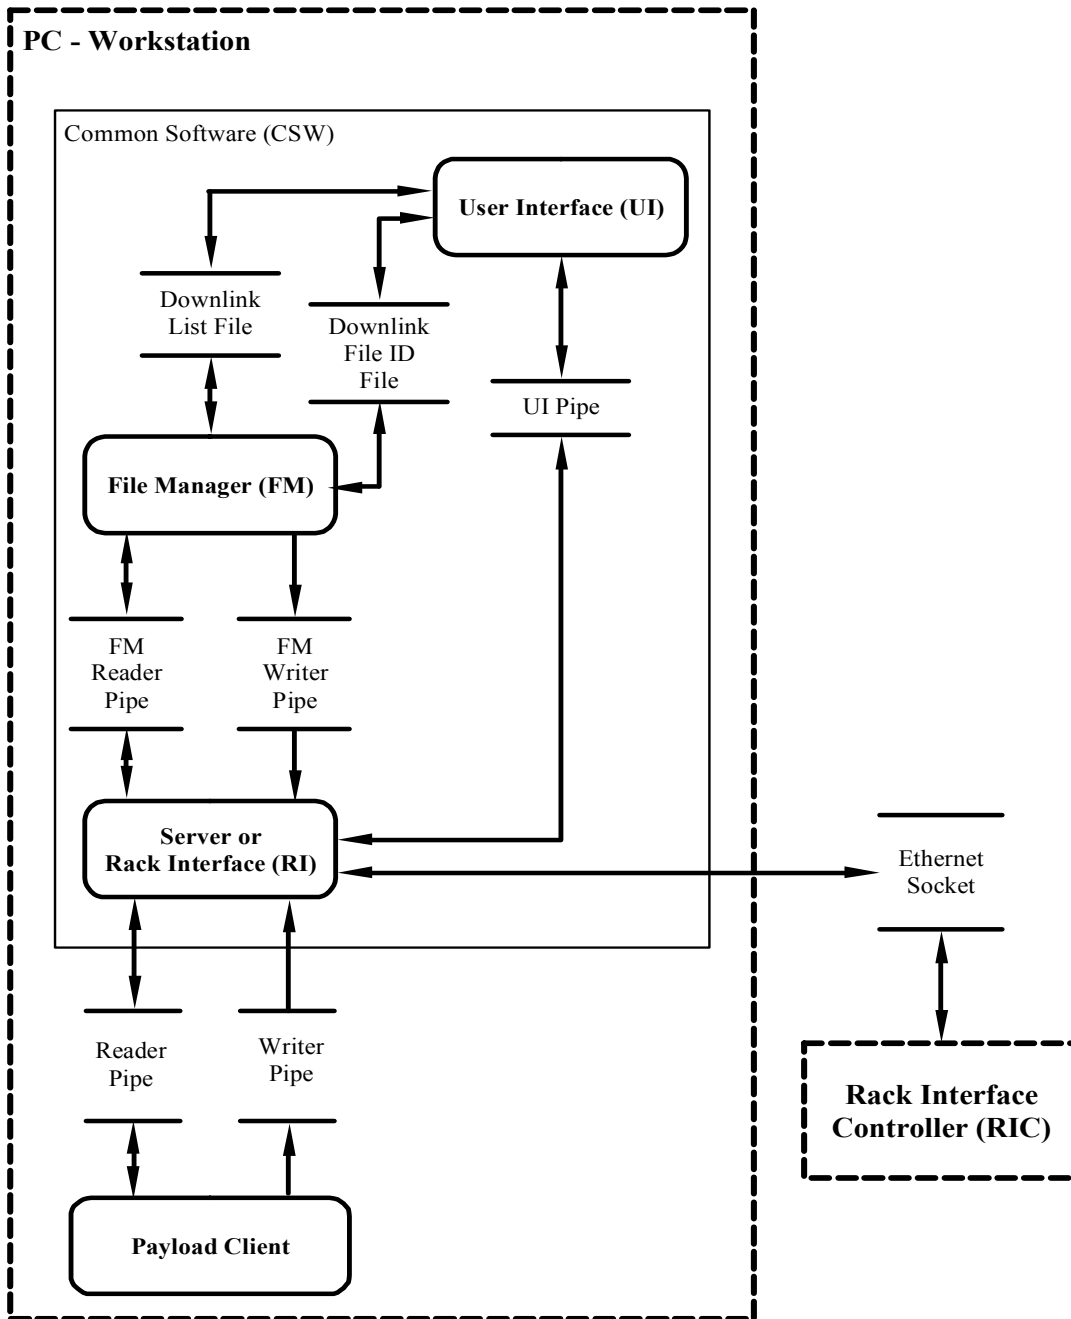 PC - Workstation
Common Software (CSW)
User Interface (UI)
Downlink
List File
Downlink
File ID
File
UI Pipe
File Manager (FM)
FM
Reader
Pipe
FM
Writer
Pipe
Server or
Rack Interface (RI)
Ethernet
Socket
Reader
Pipe
Writer
Pipe
Rack Interface
Controller (RIC)
Payload Client